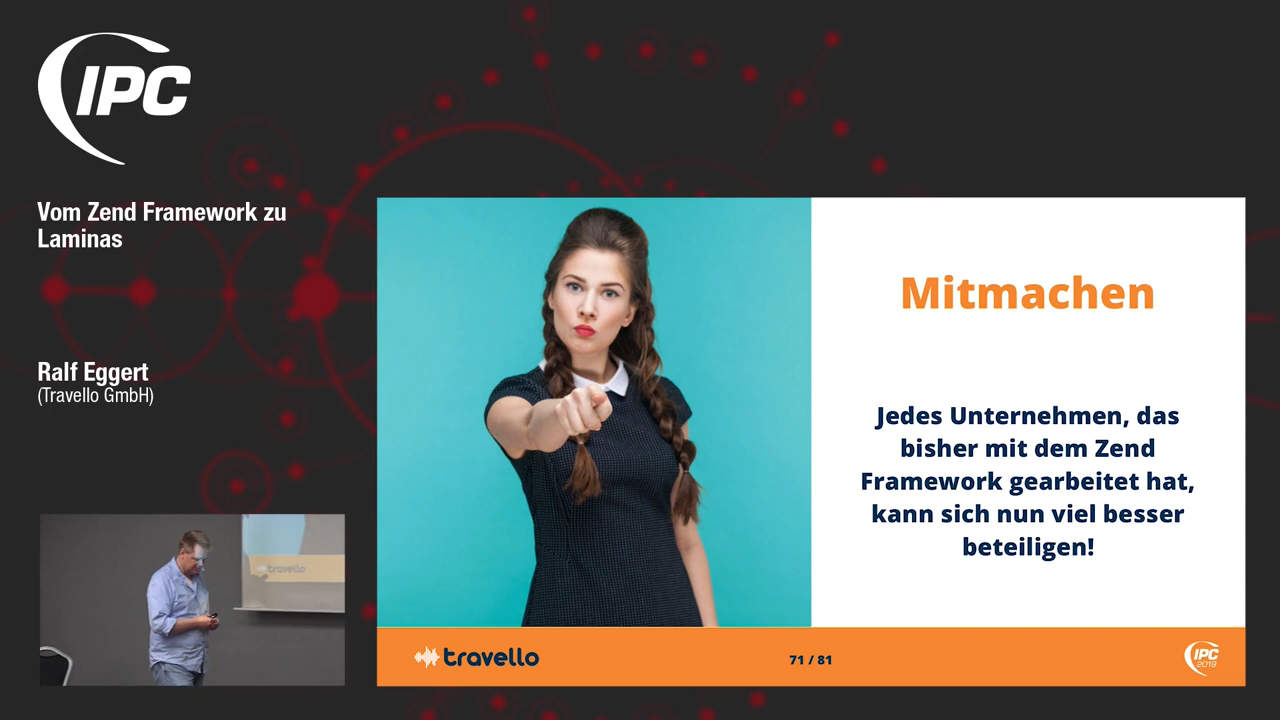 IPC
Vom Zend Framework zu
Laminas
Ralf Eggert
(Travello GmbH)
Mitmachen
Jedes Unternehmen, das
bisher mit dem Zend
Framework gearbeitet hat,
kann sich nun viel besser
beteiligen!
travello
travello
71 / 81
IPC
2019